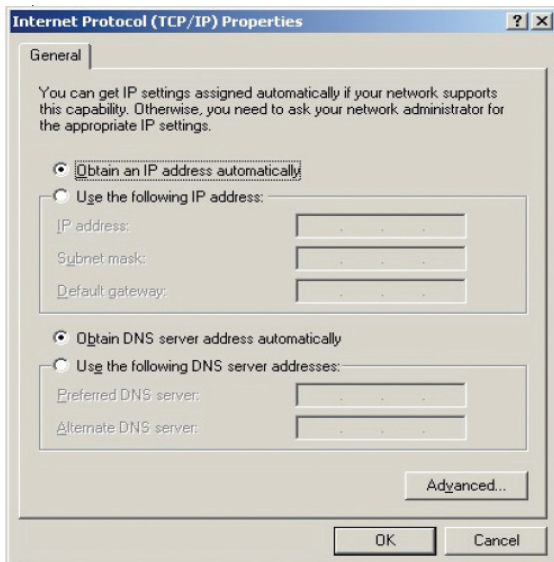 Internet Protocol (TCP/IP) Properties
General
You can get IP settings assigned automatically if your network supports
this capability. Otherwise, you need to ask your network administrator for
the appropriate IP settings.
Obtain an IP address automatically
Use the following IP address:
IP address:
Subnet mask:
Default gateway:
Obtain DNS server address automatically
Use the following DNS server addresses:
Preferred DNS server:
Alternate DNS server:
Advanced...
OK Cancel